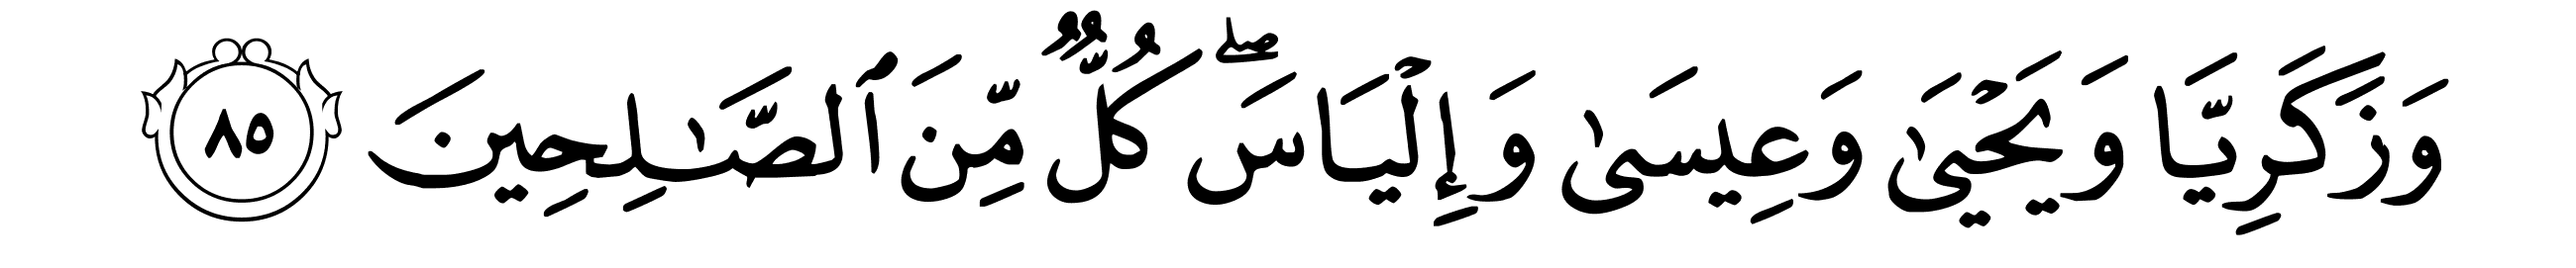 وَزَكَرِيَّا وَيَحْيَىٰ وَعِيسَىٰ وَإِلْيَاسَ ۖ كُلٌّ مِّنَ ٱلصَّـٰلِحِينَ ٨٥